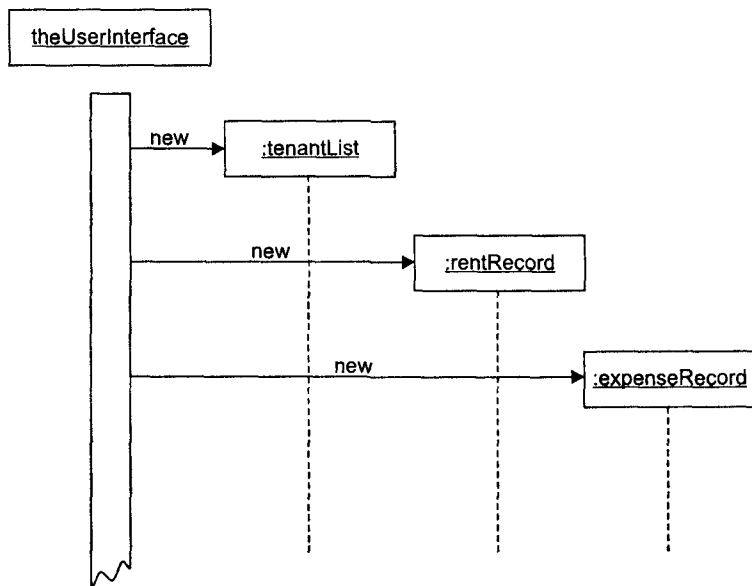 theUserInterface
new
:tenantList
new
:rentRecord
new
:expenseRecord